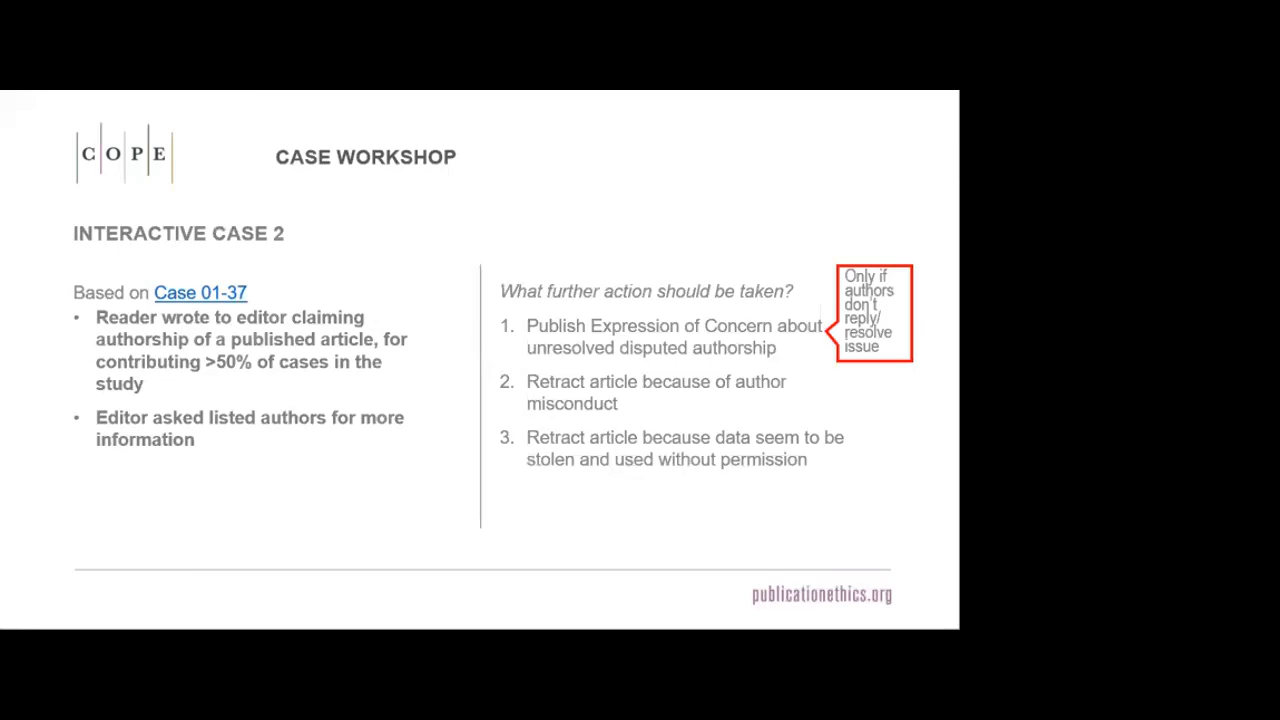 COPE
CASE WORKSHOP
INTERACTIVE CASE 2
Based on Case 01-37
• Reader wrote to editor claiming
authorship of a published article, for
contributing >50% of cases in the
study
• Editor asked listed authors for more
information
What further action should be taken?
1. Publish Expression of Concern about
unresolved disputed authorship
2. Retract article because of author
misconduct
3. Retract article because data seem to be
stolen and used without permission
Only if
authors
don't
reply/
resolve
issue
publicationethics.org